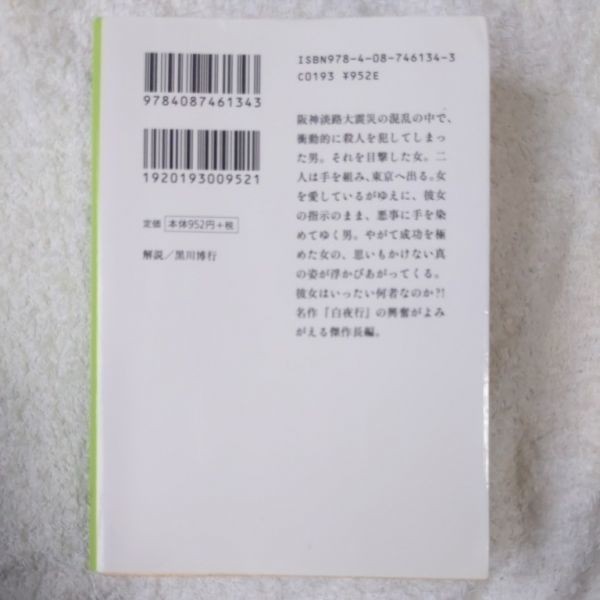 ISBN978-4-08-746134-3
C0193 ¥952E
9784087461343
1920193009521
定価 本体952円+税
解説／黒川博行
阪神淡路大震災の混乱の中で、
衝動的に殺人を犯してしまっ
た男。それを目撃した女。二
人は手を組み、東京へ出る。女
を愛しているがゆえに、彼女
の指示のまま、悪事に手を染
めてゆく男。やがて成功を極
めた女の、思いもかけない真
の姿が浮かびあがってくる。
彼女はいったい何者なのか?!
名作『白夜行』の興奮がよみ
がえる傑作長編。